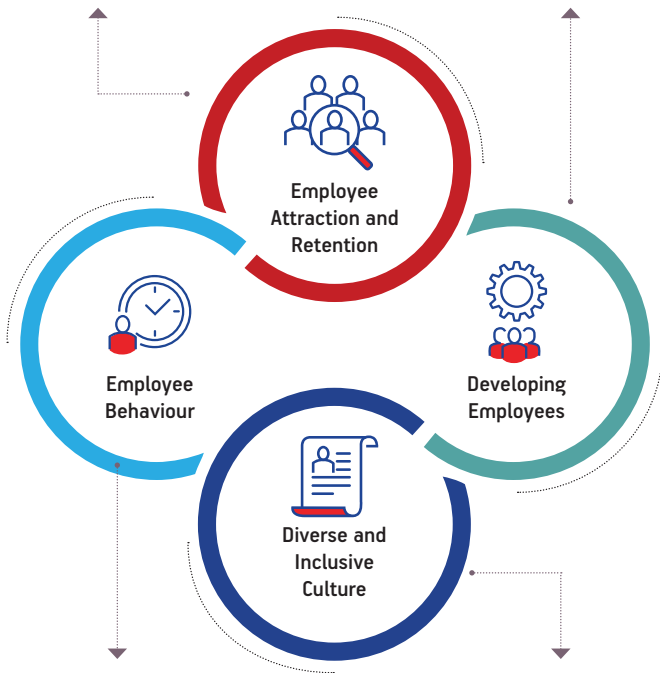 Employee
Attraction and
Retention
Employee
Behaviour
Developing
Employees
Diverse and
Inclusive
Culture